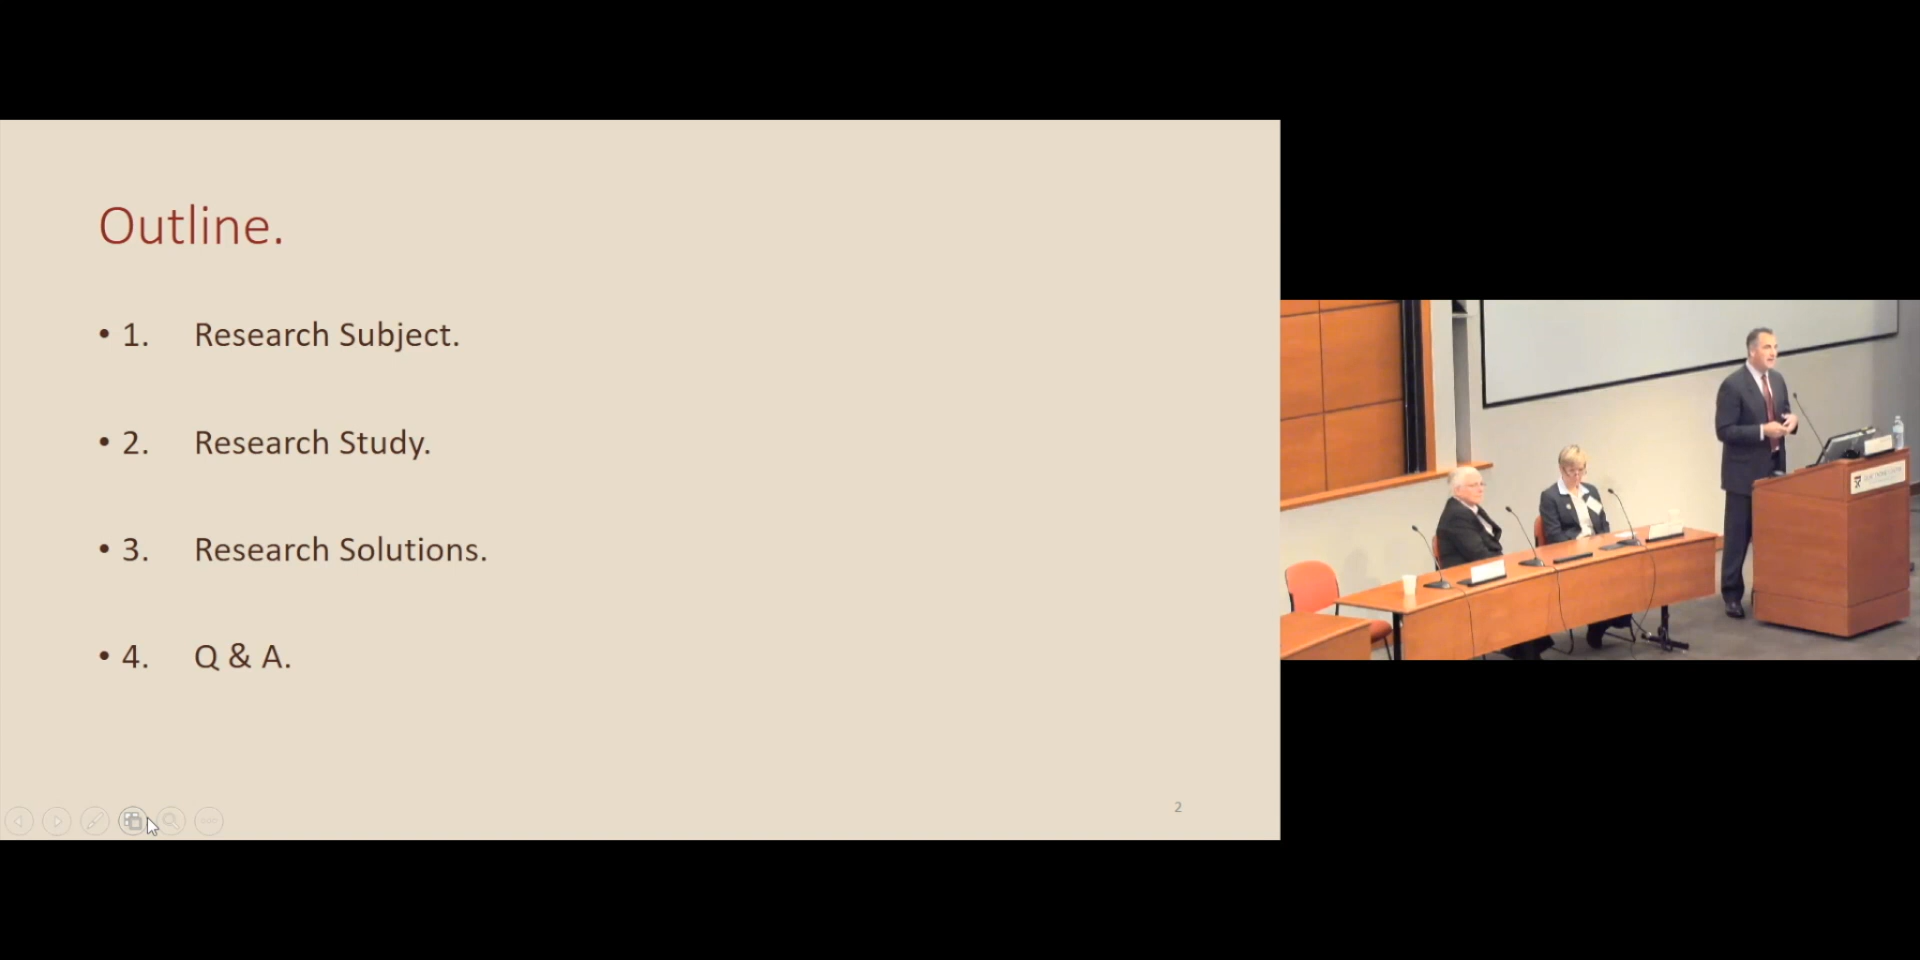 Outline.
• 1. Research Subject.
• 2. Research Study.
• 3. Research Solutions.
• 4. Q & A.
2